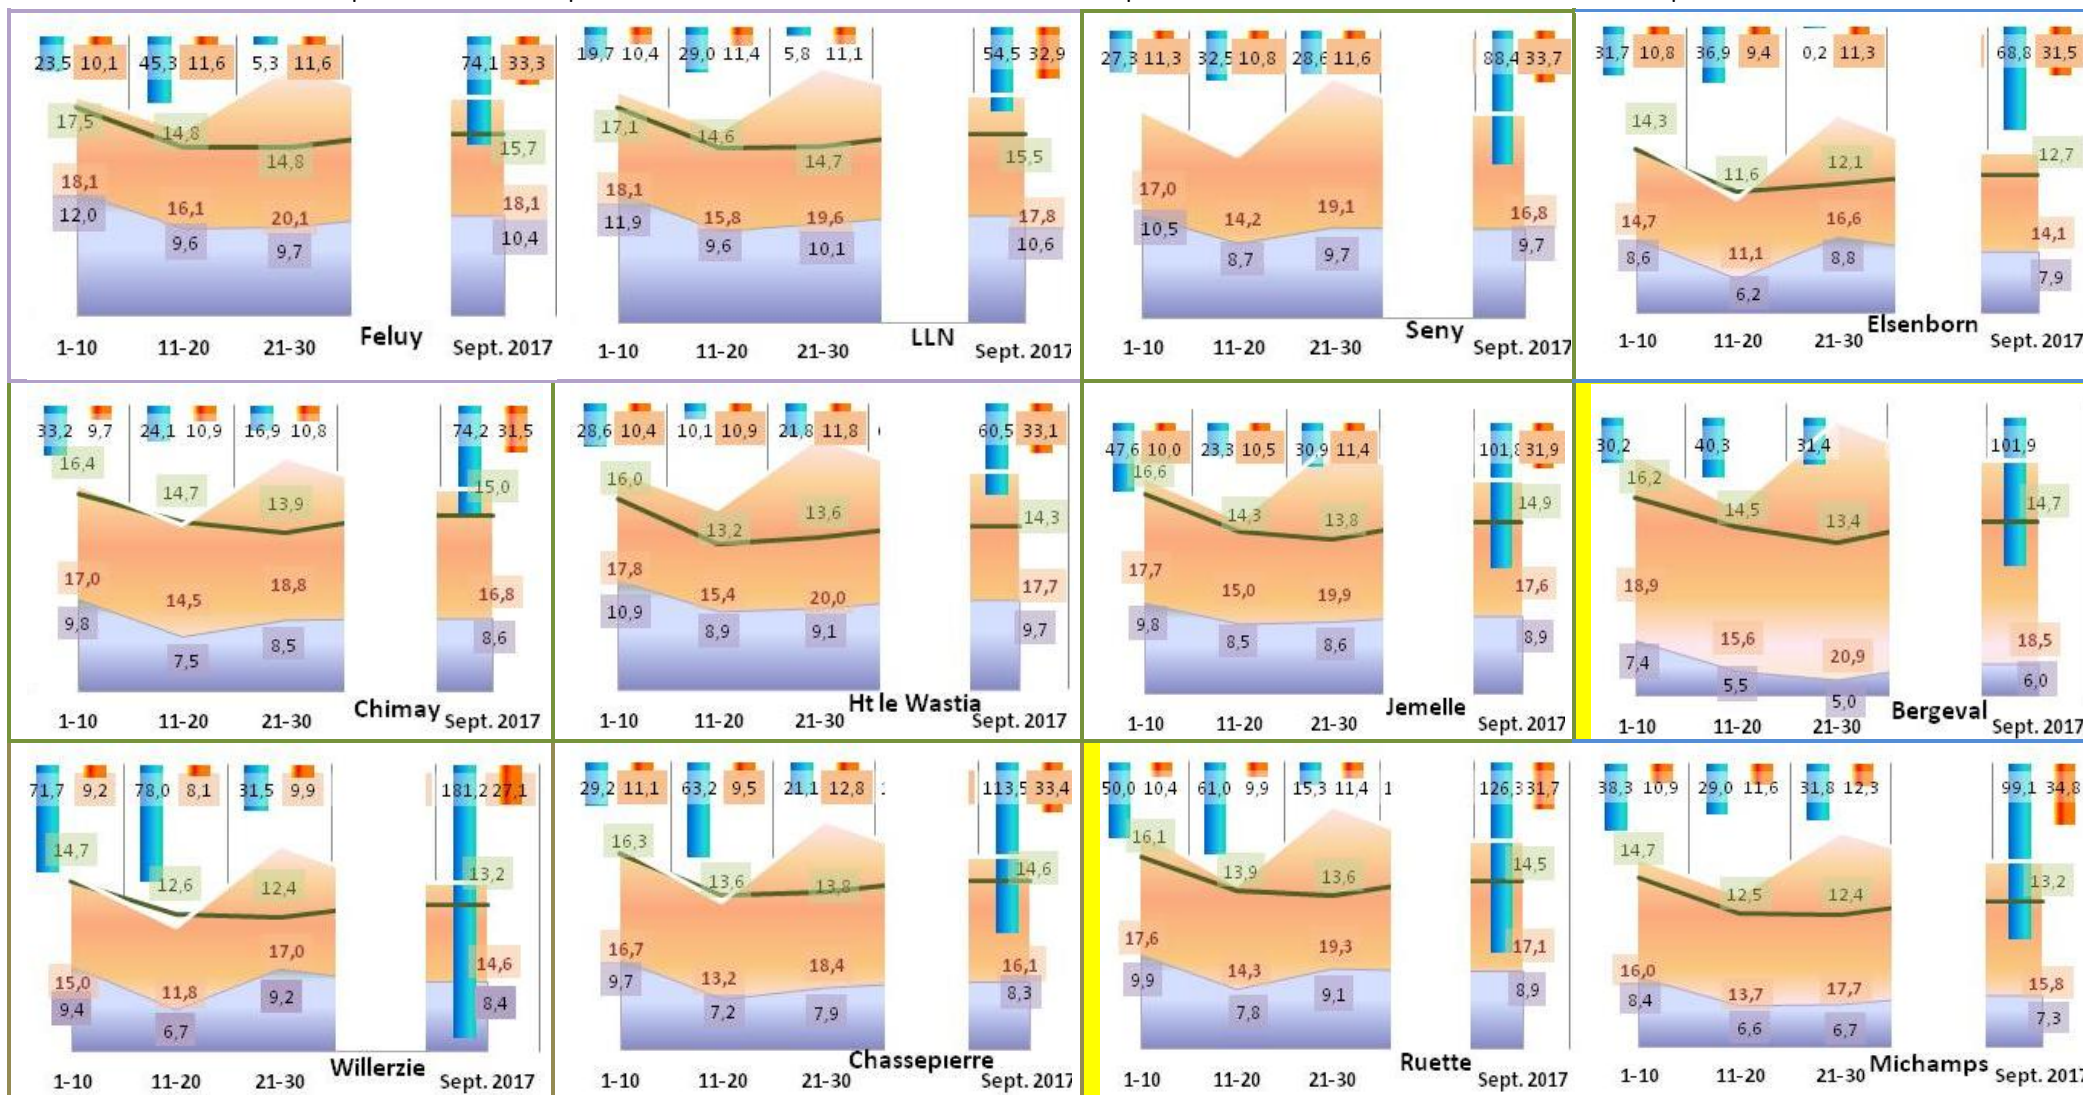 23,5 10,1 45,3 11,6 5,3 11,6 74,1 33,3
17,5 14,8 14,8 15,7
18,1 16,1 20,1 18,1
12,0 9,6 9,7 10,4
Feluy
1-10 11-20 21-30 Sept. 2017
19,7 10,4 29,0 11,4 5,8 11,1 54,5 32,9
17,1 14,6 14,7 15,5
18,1 15,8 19,6 17,8
11,9 9,6 10,1 10,6
LLN
1-10 11-20 21-30 Sept. 2017
27,3 11,3 32,5 10,8 28,6 11,6 88,4 33,7
17,0 14,2 19,1 16,8
10,5 8,7 9,7 9,7
Seny
1-10 11-20 21-30 Sept. 2017
31,7 10,8 36,9 9,4 0,2 11,3 68,8 31,5
14,3 11,6 12,1 12,7
14,7 11,1 16,6 14,1
8,6 6,2 8,8 7,9
Elsenborn
1-10 11-20 21-30 Sept. 2017
33,2 9,7 24,1 10,9 16,9 10,8 74,2 31,5
16,4 14,7 13,9 15,0
17,0 14,5 18,8 16,8
9,8 7,5 8,5 8,6
Chimay
1-10 11-20 21-30 Sept. 2017
28,6 10,4 10,1 10,9 21,8 11,8 60,5 33,1
16,0 13,2 13,6 14,3
17,8 15,4 20,0 17,7
10,9 8,9 9,1 9,7
Ht le Wastia
1-10 11-20 21-30 Sept. 2017
47,6 10,0 23,3 10,5 30,9 11,4 101,8 31,9
16,6 14,3 13,8 14,9
17,7 15,0 19,9 17,6
9,8 8,5 8,6 8,9
Jemelle
1-10 11-20 21-30 Sept. 2017
30,2 40,3 31,4 101,9
16,2 14,5 13,4 14,7
18,9 15,6 20,9 18,5
7,4 5,5 5,0 6,0
Bergeval
1-10 11-20 21-30 Sept. 2017
71,7 9,2 78,0 8,1 31,5 9,9 181,2 27,1
14,7 12,6 12,4 13,2
15,0 11,8 17,0 14,6
9,4 6,7 9,2 8,4
Willerzie
1-10 11-20 21-30 Sept. 2017
29,2 11,1 63,2 9,5 21,1 12,8 113,5 33,4
16,3 13,6 13,8 14,6
16,7 13,2 18,4 16,1
9,7 7,2 7,9 8,3
Chassepierre
1-10 11-20 21-30 Sept. 2017
50,0 10,4 61,0 9,9 15,3 11,4 126,3 31,7
16,1 13,9 13,6 14,5
17,6 14,3 19,3 17,1
9,9 7,8 9,1 8,9
Ruette
1-10 11-20 21-30 Sept. 2017
38,3 10,9 29,0 11,6 31,8 12,3 99,1 34,8
14,7 12,5 12,4 13,2
16,0 13,7 17,7 15,8
8,4 6,6 6,7 7,3
Michamps
1-10 11-20 21-30 Sept. 2017